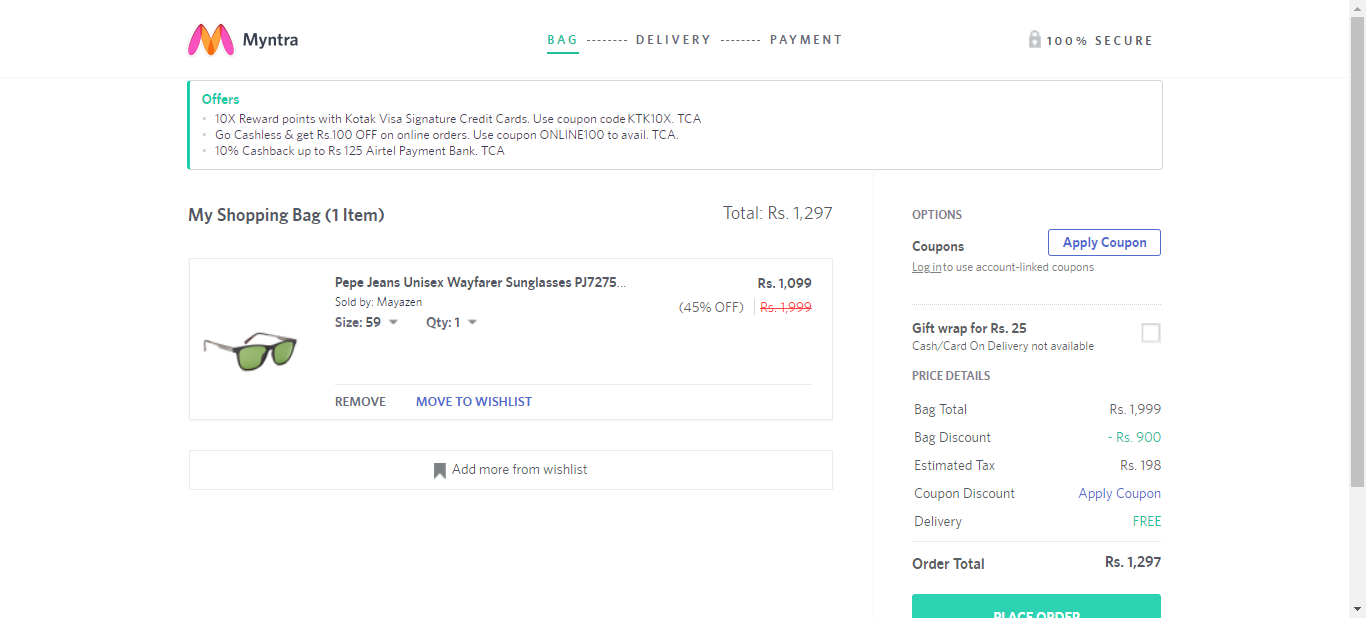 Myntra
BAG -------- DELIVERY -------- PAYMENT
100% SECURE
Offers
10X Reward points with Kotak Visa Signature Credit Cards. Use coupon code KTK10X. TCA
Go Cashless & get Rs.100 OFF on online orders. Use coupon ONLINE100 to avail. TCA.
10% Cashback up to Rs 125 Airtel Payment Bank. TCA
My Shopping Bag (1 Item)
Total: Rs. 1,297
Pepe Jeans Unisex Wayfarer Sunglasses PJ7275...
Rs. 1,099
Sold by: Mayazen
(45% OFF) Rs. 1,999
Size: 59 Qty: 1
REMOVE MOVE TO WISHLIST
Add more from wishlist
OPTIONS
Coupons Apply Coupon
Log in to use account-linked coupons
Gift wrap for Rs. 25
Cash/Card On Delivery not available
PRICE DETAILS
Bag Total Rs. 1,999
Bag Discount - Rs. 900
Estimated Tax Rs. 198
Coupon Discount Apply Coupon
Delivery FREE
Order Total Rs. 1,297
PLACE ORDER